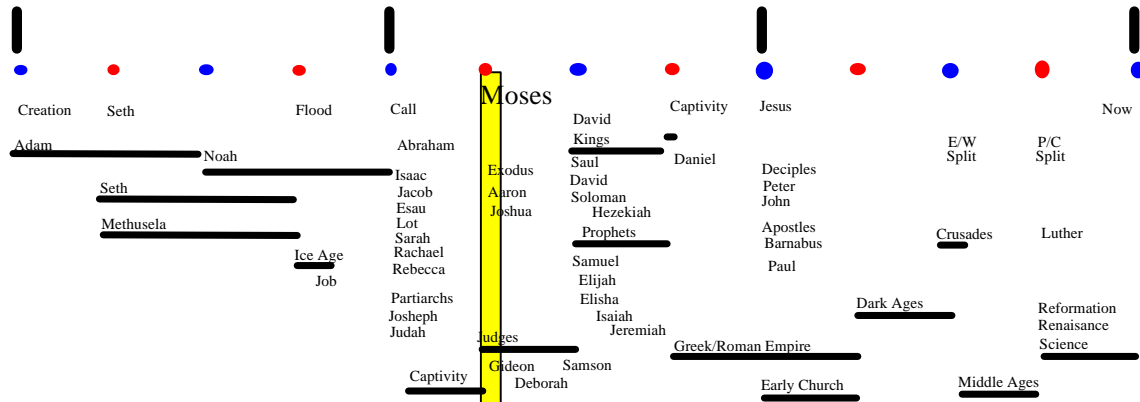 Moses
Creation
Seth
Flood
Call
Captivity
Jesus
Now
Adam
Noah
Seth
Methusela
Ice Age
Job
Abraham
Isaac
Jacob
Esau
Lot
Sarah
Rachael
Rebecca
Partiarchs
Josheph
Judah
Captivity
Exodus
Aaron
Joshua
Judges
Gideon
Deborah
Samson
David
Kings
Saul
David
Soloman
Hezekiah
Prophets
Samuel
Elijah
Elisha
Isaiah
Jeremiah
Daniel
Greek/Roman Empire
Deciples
Peter
John
Apostles
Barnabus
Paul
Early Church
Dark Ages
E/W
Split
Crusades
Middle Ages
P/C
Split
Luther
Reformation
Renaisance
Science